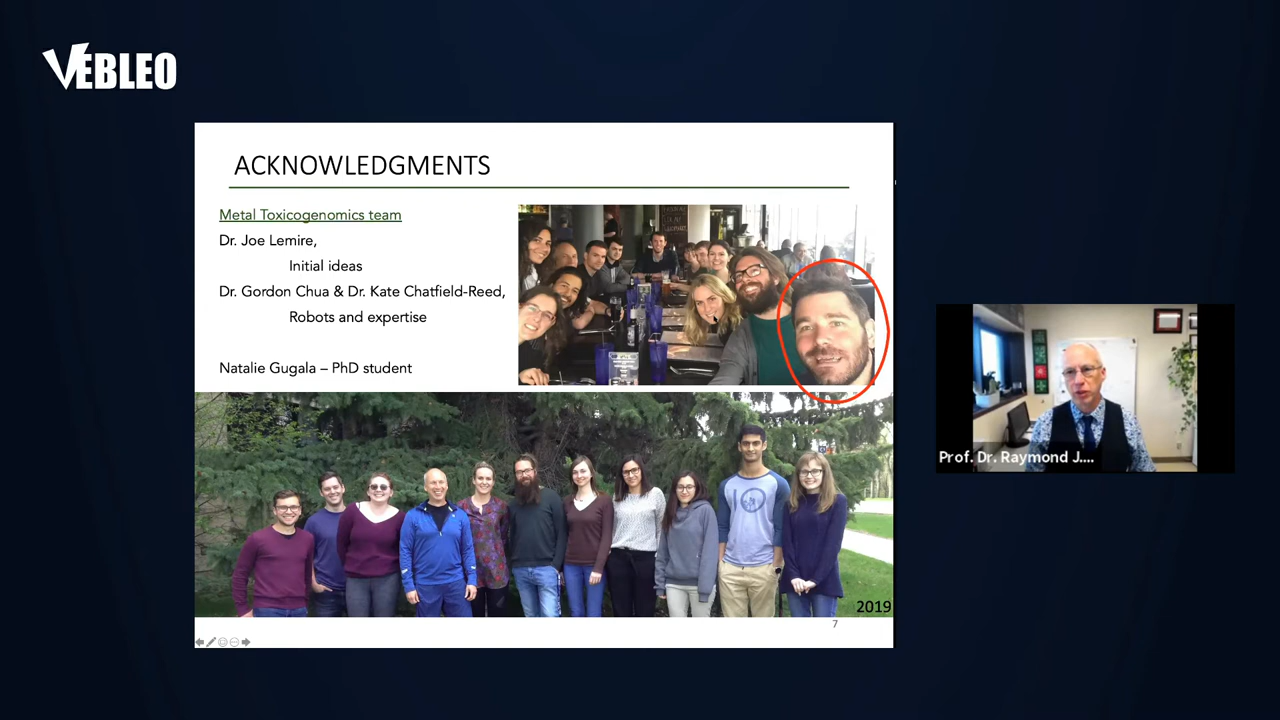 VEBLEO
ACKNOWLEDGMENTS
Metal Toxicogenomics team
Dr. Joe Lemire,
Initial ideas
Dr. Gordon Chua & Dr. Kate Chatfield-Reed,
Robots and expertise
Natalie Gugala – PhD student
2019
7
Prof. Dr. Raymond J....